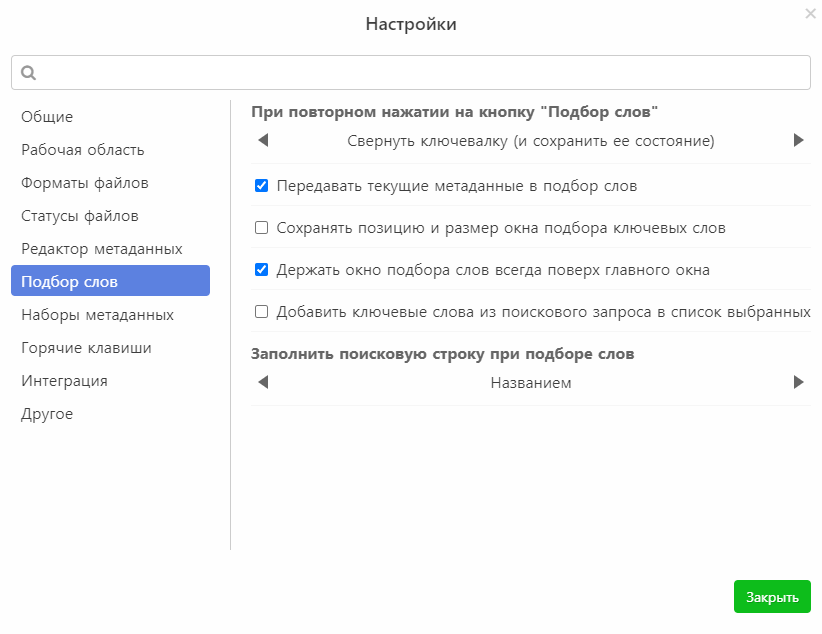 Настройки
Общие
Рабочая область
Форматы файлов
Статусы файлов
Редактор метаданных
Подбор слов
Наборы метаданных
Горячие клавиши
Интеграция
Другое
При повторном нажатии на кнопку "Подбор слов"
Свернуть ключевалку (и сохранить ее состояние)
Передавать текущие метаданные в подбор слов
Сохранять позицию и размер окна подбора ключевых слов
Держать окно подбора слов всегда поверх главного окна
Добавить ключевые слова из поискового запроса в список выбранных
Заполнить поисковую строку при подборе слов
Названием
Закрыть